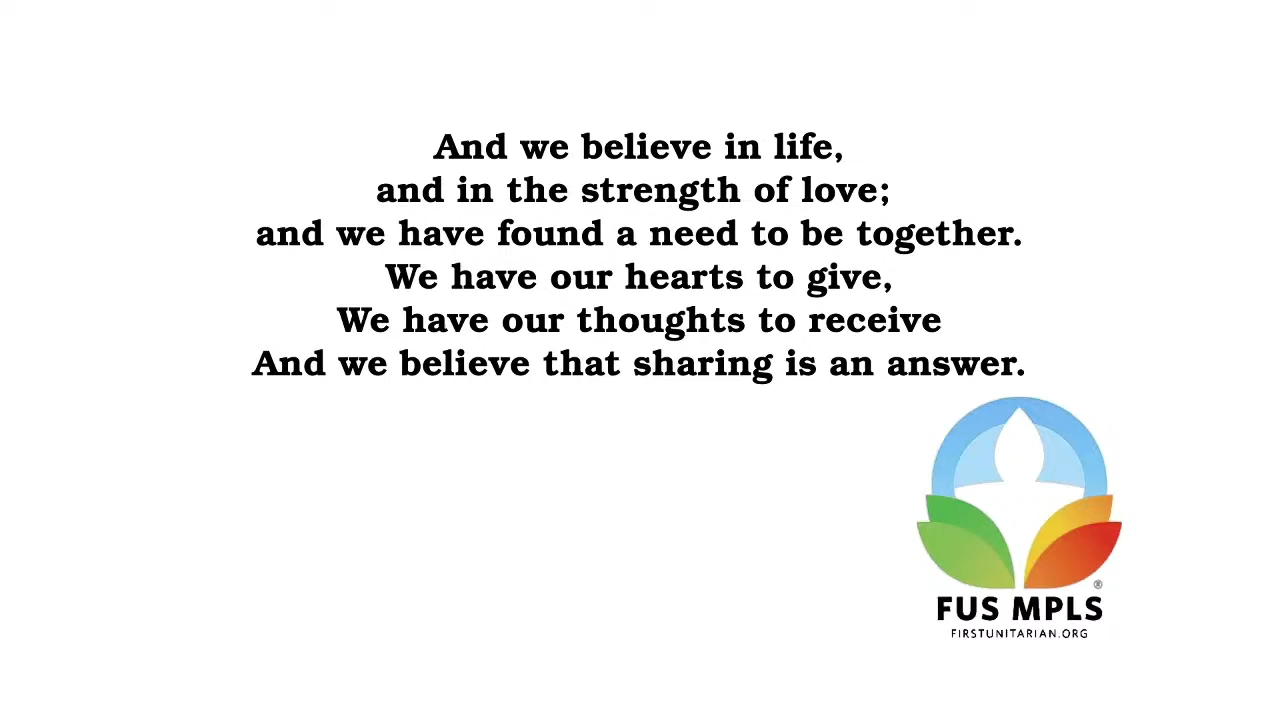 And we believe in life,
and in the strength of love;
and we have found a need to be together.
We have our hearts to give,
We have our thoughts to receive
And we believe that sharing is an answer.
®
FUS MPLS
FIRSTUNITARIAN.ORG